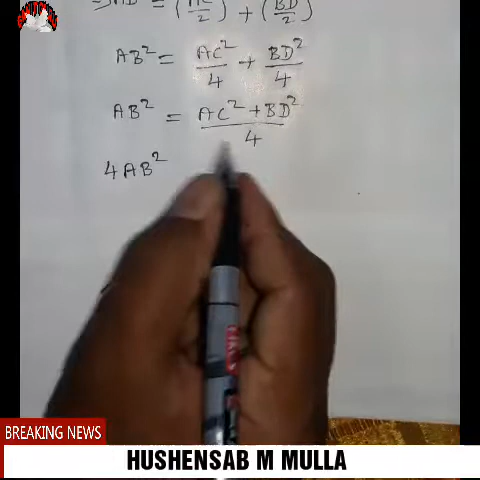 AB² = AC²/4 + BD²/4
AB² = AC² + BD²/4
4AB²
BREAKING NEWS
HUSHENSAB M MULLA